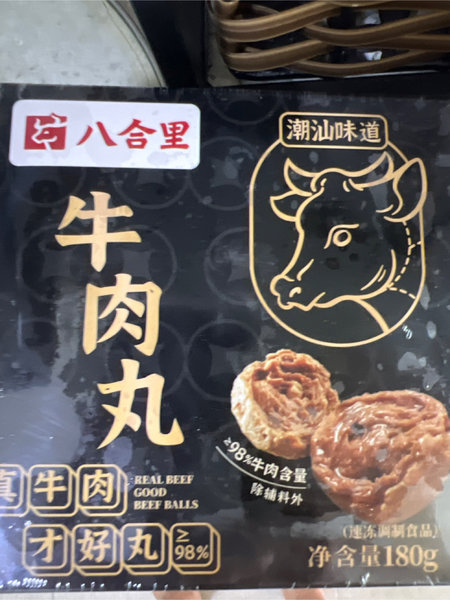 八合里
潮汕味道
牛肉丸
≥98%牛肉含量
除辅料外
真牛肉
REAL BEEF
GOOD
BEEF BALLS
才好丸 ≥98%
(速冻调制食品)
净含量180g